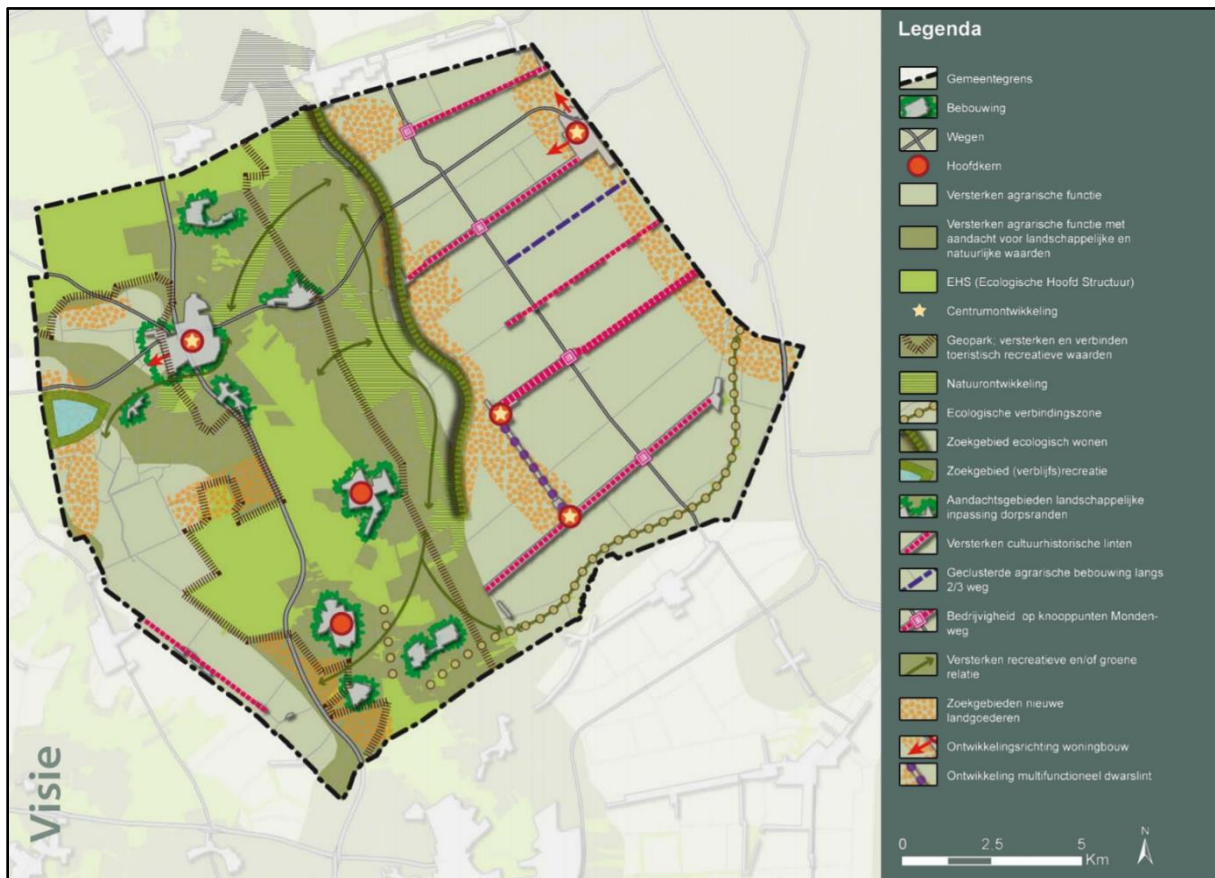 Visie
Legenda
Gemeentegrens
Bebouwing
Wegen
Hoofdkern
Versterken agrarische functie
Versterken agrarische functie met
aandacht voor landschappelijke en
natuurlijke waarden
EHS (Ecologische Hoofd Structuur)
Centrumontwikkeling
Geopark; versterken en verbinden
toeristisch recreatieve waarden
Natuurontwikkeling
Ecologische verbindingszone
Zoekgebied ecologisch wonen
Zoekgebied (verblijfs)recreatie
Aandachtsgebieden landschappelijke
inpassing dorpsranden
Versterken cultuurhistorische linten
Geclusterde agrarische bebouwing langs
2/3 weg
Bedrijvigheid op knooppunten Monden-
weg
Versterken recreatieve en/of groene
relatie
Zoekgebieden nieuwe
landgoederen
Ontwikkelingsrichting woningbouw
Ontwikkeling multifunctioneel dwarslint
0 2.5 5
Km
N